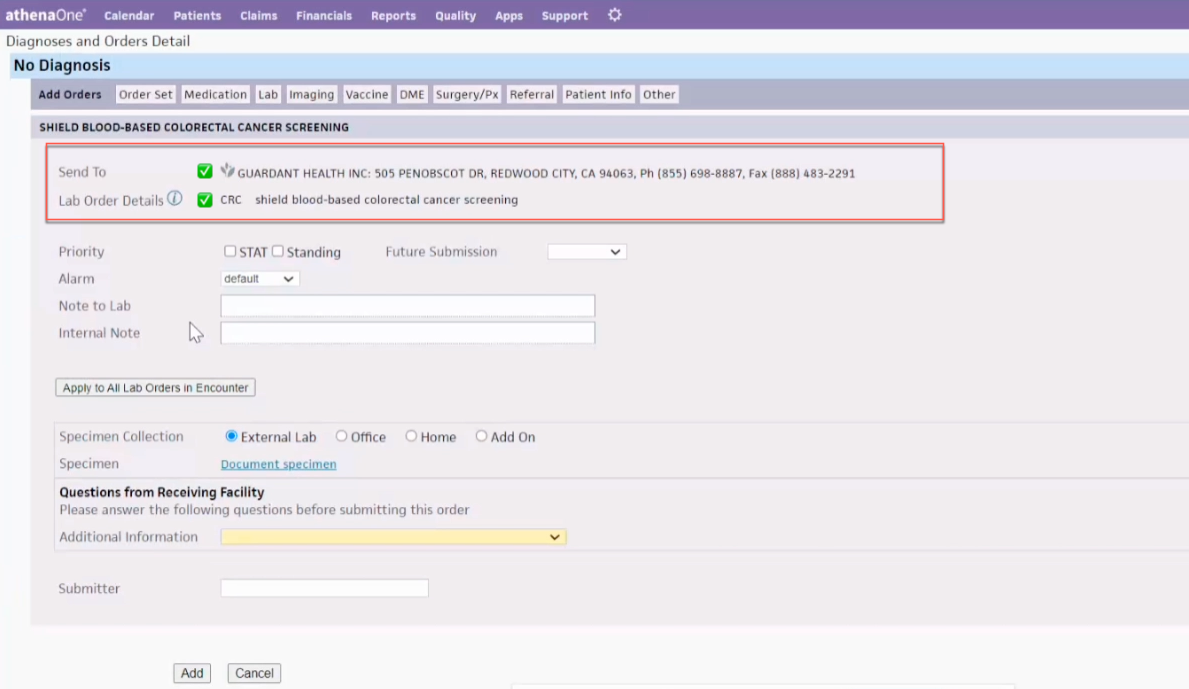 athenaOne® Calendar Patients Claims Financials Reports Quality Apps Support
Diagnoses and Orders Detail
No Diagnosis
Add Orders Order Set Medication Lab Imaging Vaccine DME Surgery/Px Referral Patient Info Other
SHIELD BLOOD-BASED COLORECTAL CANCER SCREENING
Send To GUARDANT HEALTH INC: 505 PENOBSCOT DR, REDWOOD CITY, CA 94063, Ph (855) 698-8887, Fax (888) 483-2291
Lab Order Details i CRC shield blood-based colorectal cancer screening
Priority STAT Standing Future Submission
Alarm default
Note to Lab
Internal Note
Apply to All Lab Orders in Encounter
Specimen Collection External Lab Office Home Add On
Specimen Document specimen
Questions from Receiving Facility
Please answer the following questions before submitting this order
Additional Information
Submitter
Add Cancel